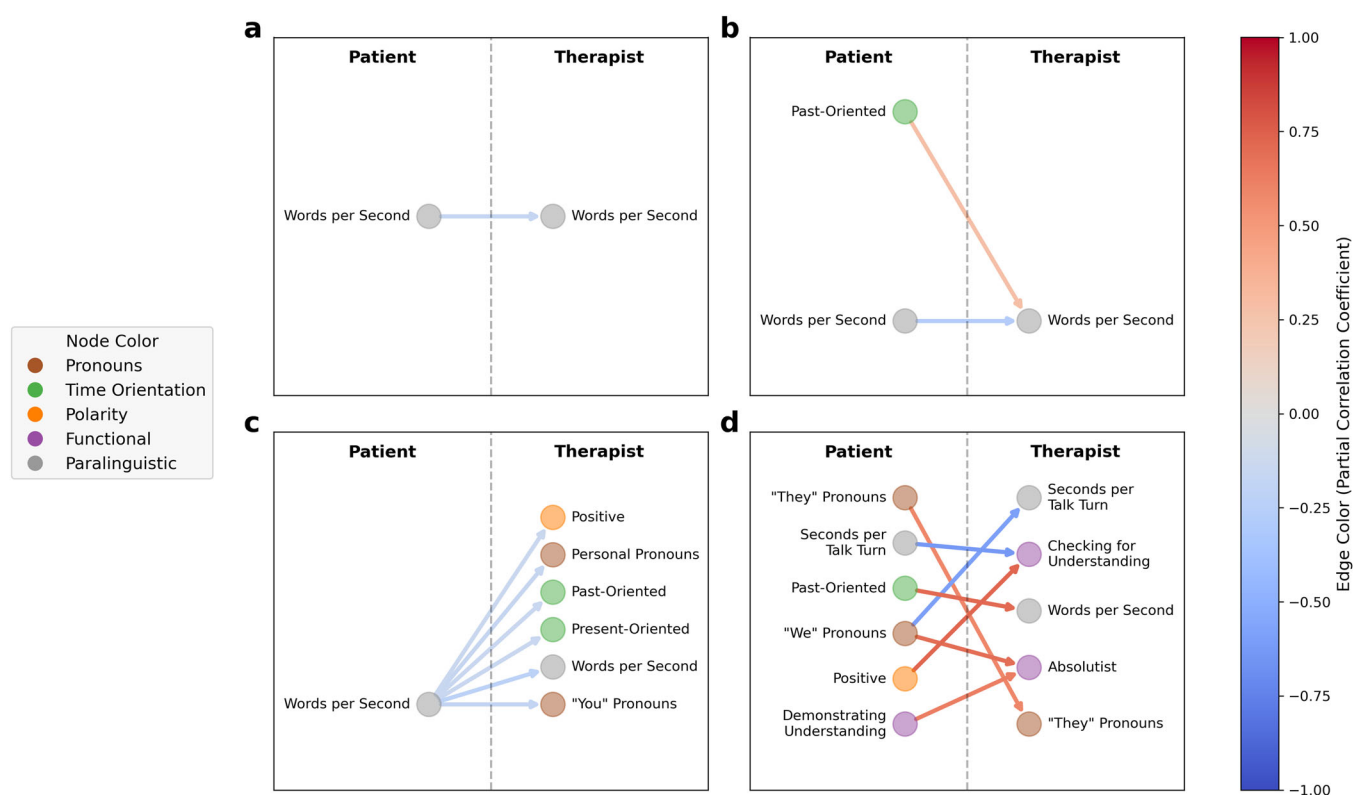 a
Patient
Therapist
Words per Second
Words per Second
b
Patient
Therapist
Past-Oriented
Words per Second
Words per Second
Node Color
Pronouns
Time Orientation
Polarity
Functional
Paralinguistic
c
Patient
Therapist
Positive
Personal Pronouns
Past-Oriented
Present-Oriented
Words per Second
Words per Second
"You" Pronouns
d
Patient
Therapist
"They" Pronouns
Seconds per
Talk Turn
Past-Oriented
"We" Pronouns
Positive
Demonstrating
Understanding
Seconds per
Talk Turn
Checking for
Understanding
Words per Second
Absolutist
"They" Pronouns
1.00
0.75
0.50
0.25
0.00
−0.25
−0.50
−0.75
−1.00
Edge Color (Partial Correlation Coefficient)